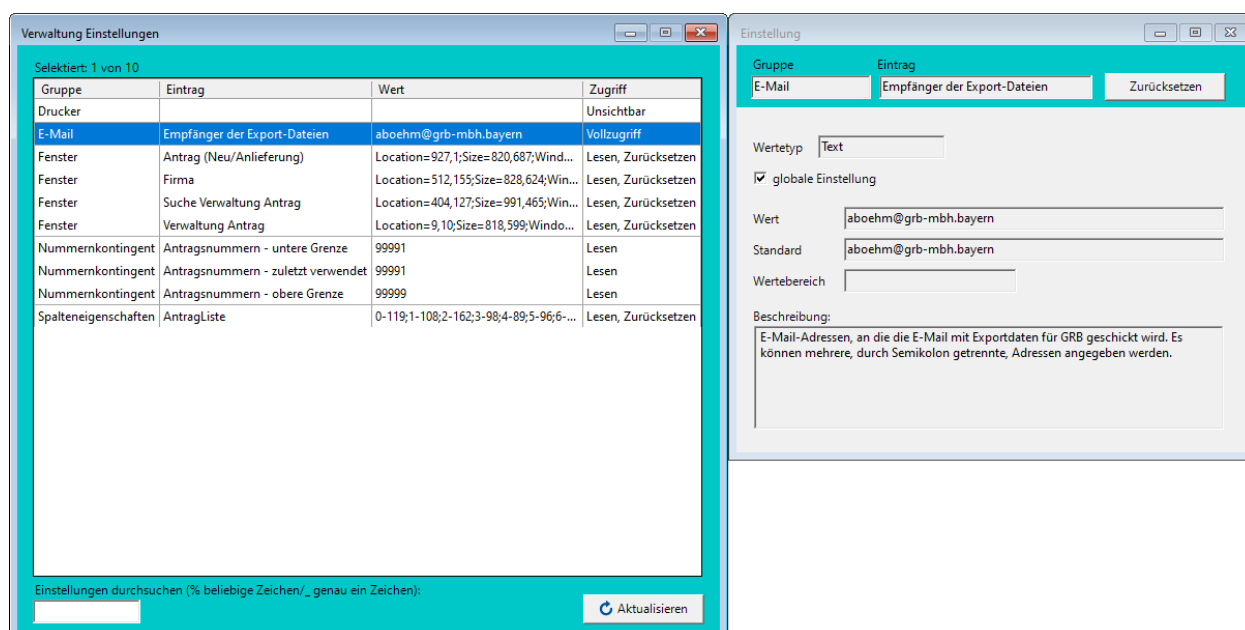 Verwaltung Einstellungen
Selektiert: 1 von 10
Gruppe Eintrag Wert Zugriff
Drucker Unsichtbar
E-Mail Empfänger der Export-Dateien aboehm@grb-mbh.bayern Vollzugriff
Fenster Antrag (Neu/Anlieferung) Location=927,1;Size=820,687;Wind... Lesen, Zurücksetzen
Fenster Firma Location=512,155;Size=828,624;Win... Lesen, Zurücksetzen
Fenster Suche Verwaltung Antrag Location=404,127;Size=991,465;Win... Lesen, Zurücksetzen
Fenster Verwaltung Antrag Location=9,10;Size=818,599;Windo... Lesen, Zurücksetzen
Nummernkontingent Antragsnummern - untere Grenze 99991 Lesen
Nummernkontingent Antragsnummern - zuletzt verwendet 99991 Lesen
Nummernkontingent Antragsnummern - obere Grenze 99999 Lesen
Spalteneigenschaften AntragListe 0-119;1-108;2-162;3-98;4-89;5-96;6-... Lesen, Zurücksetzen
Einstellungen durchsuchen (% beliebige Zeichen/_ genau ein Zeichen):
Aktualisieren
Einstellung
Gruppe Eintrag
E-Mail Empfänger der Export-Dateien Zurücksetzen
Wertetyp Text
globale Einstellung
Wert aboehm@grb-mbh.bayern
Standard aboehm@grb-mbh.bayern
Wertebereich
Beschreibung:
E-Mail-Adressen, an die die E-Mail mit Exportdaten für GRB geschickt wird. Es
können mehrere, durch Semikolon getrennte, Adressen angegeben werden.